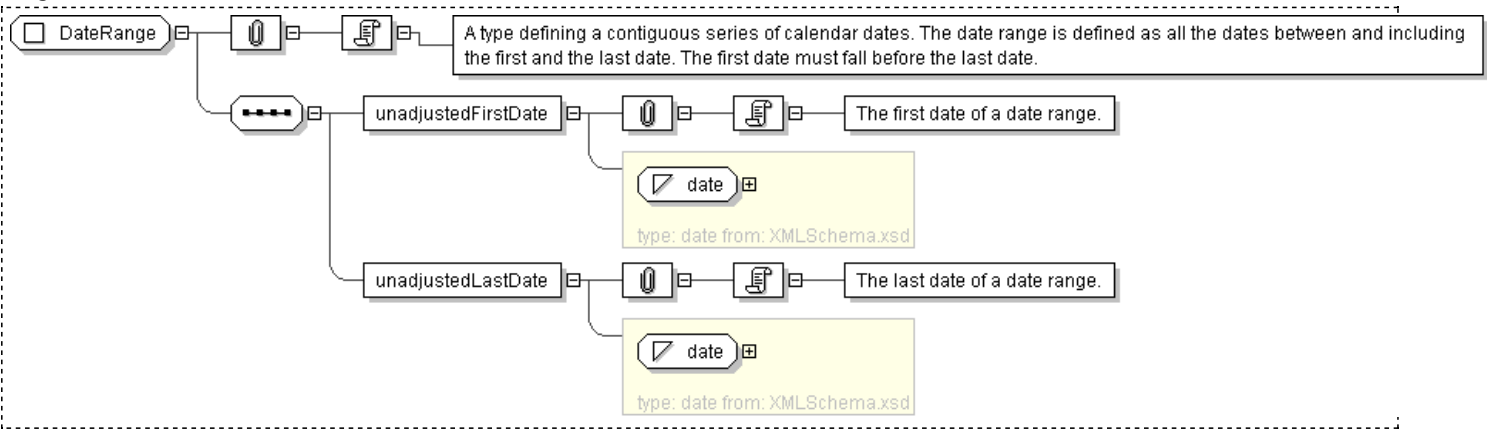 DateRange
A type defining a contiguous series of calendar dates. The date range is defined as all the dates between and including
the first and the last date. The first date must fall before the last date.
unadjustedFirstDate
The first date of a date range.
date
type: date from: XMLSchema.xsd
unadjustedLastDate
The last date of a date range.
date
type: date from: XMLSchema.xsd